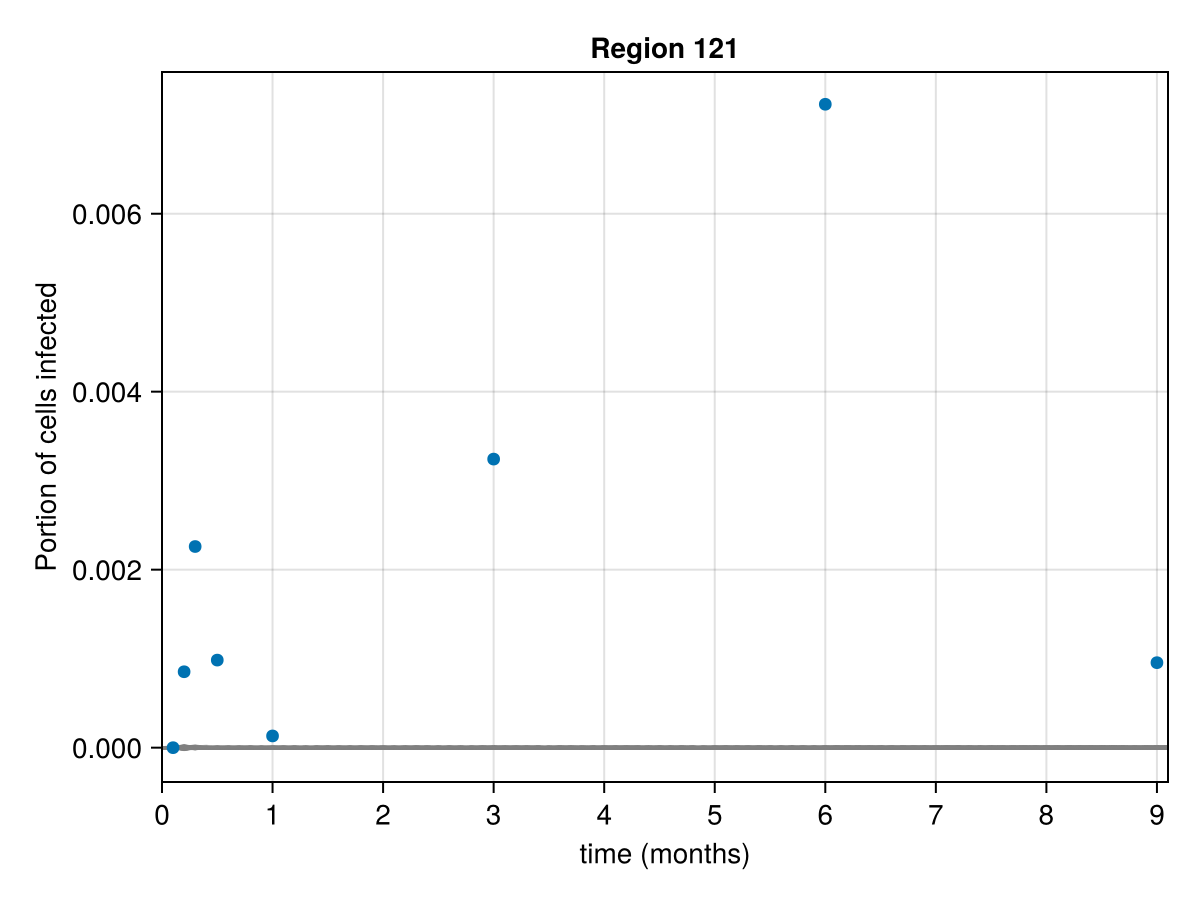 Region 121
Portion of cells infected
0.006
0.004
0.002
0.000
0 1 2 3 4 5 6 7 8 9
time (months)